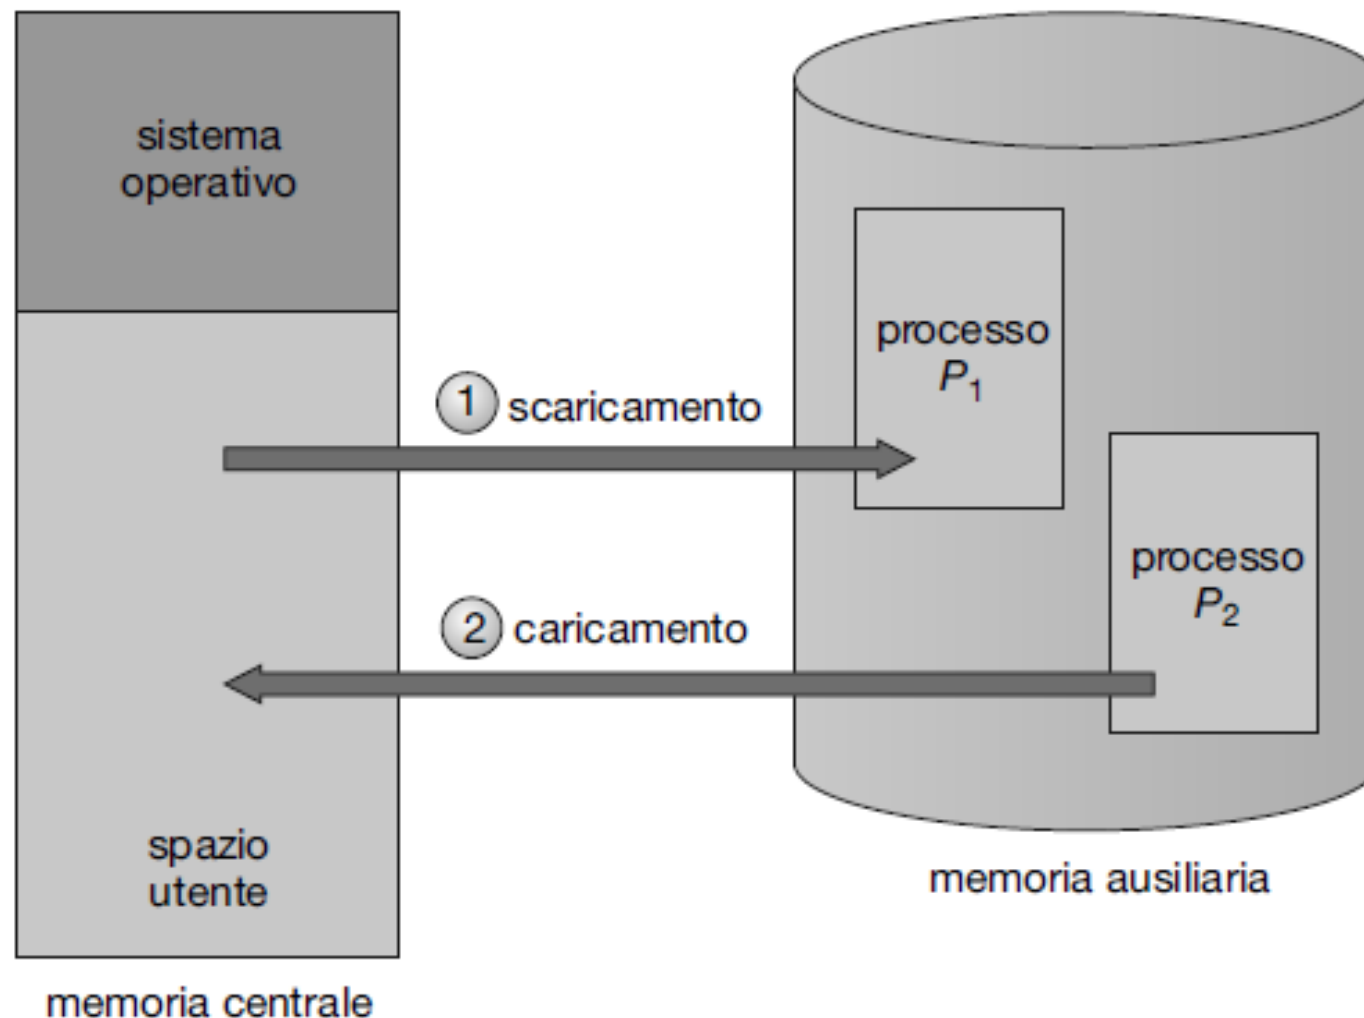 sistema
operativo
processo
P1
1 scaricamento
processo
P2
2 caricamento
spazio
utente
memoria ausiliaria
memoria centrale